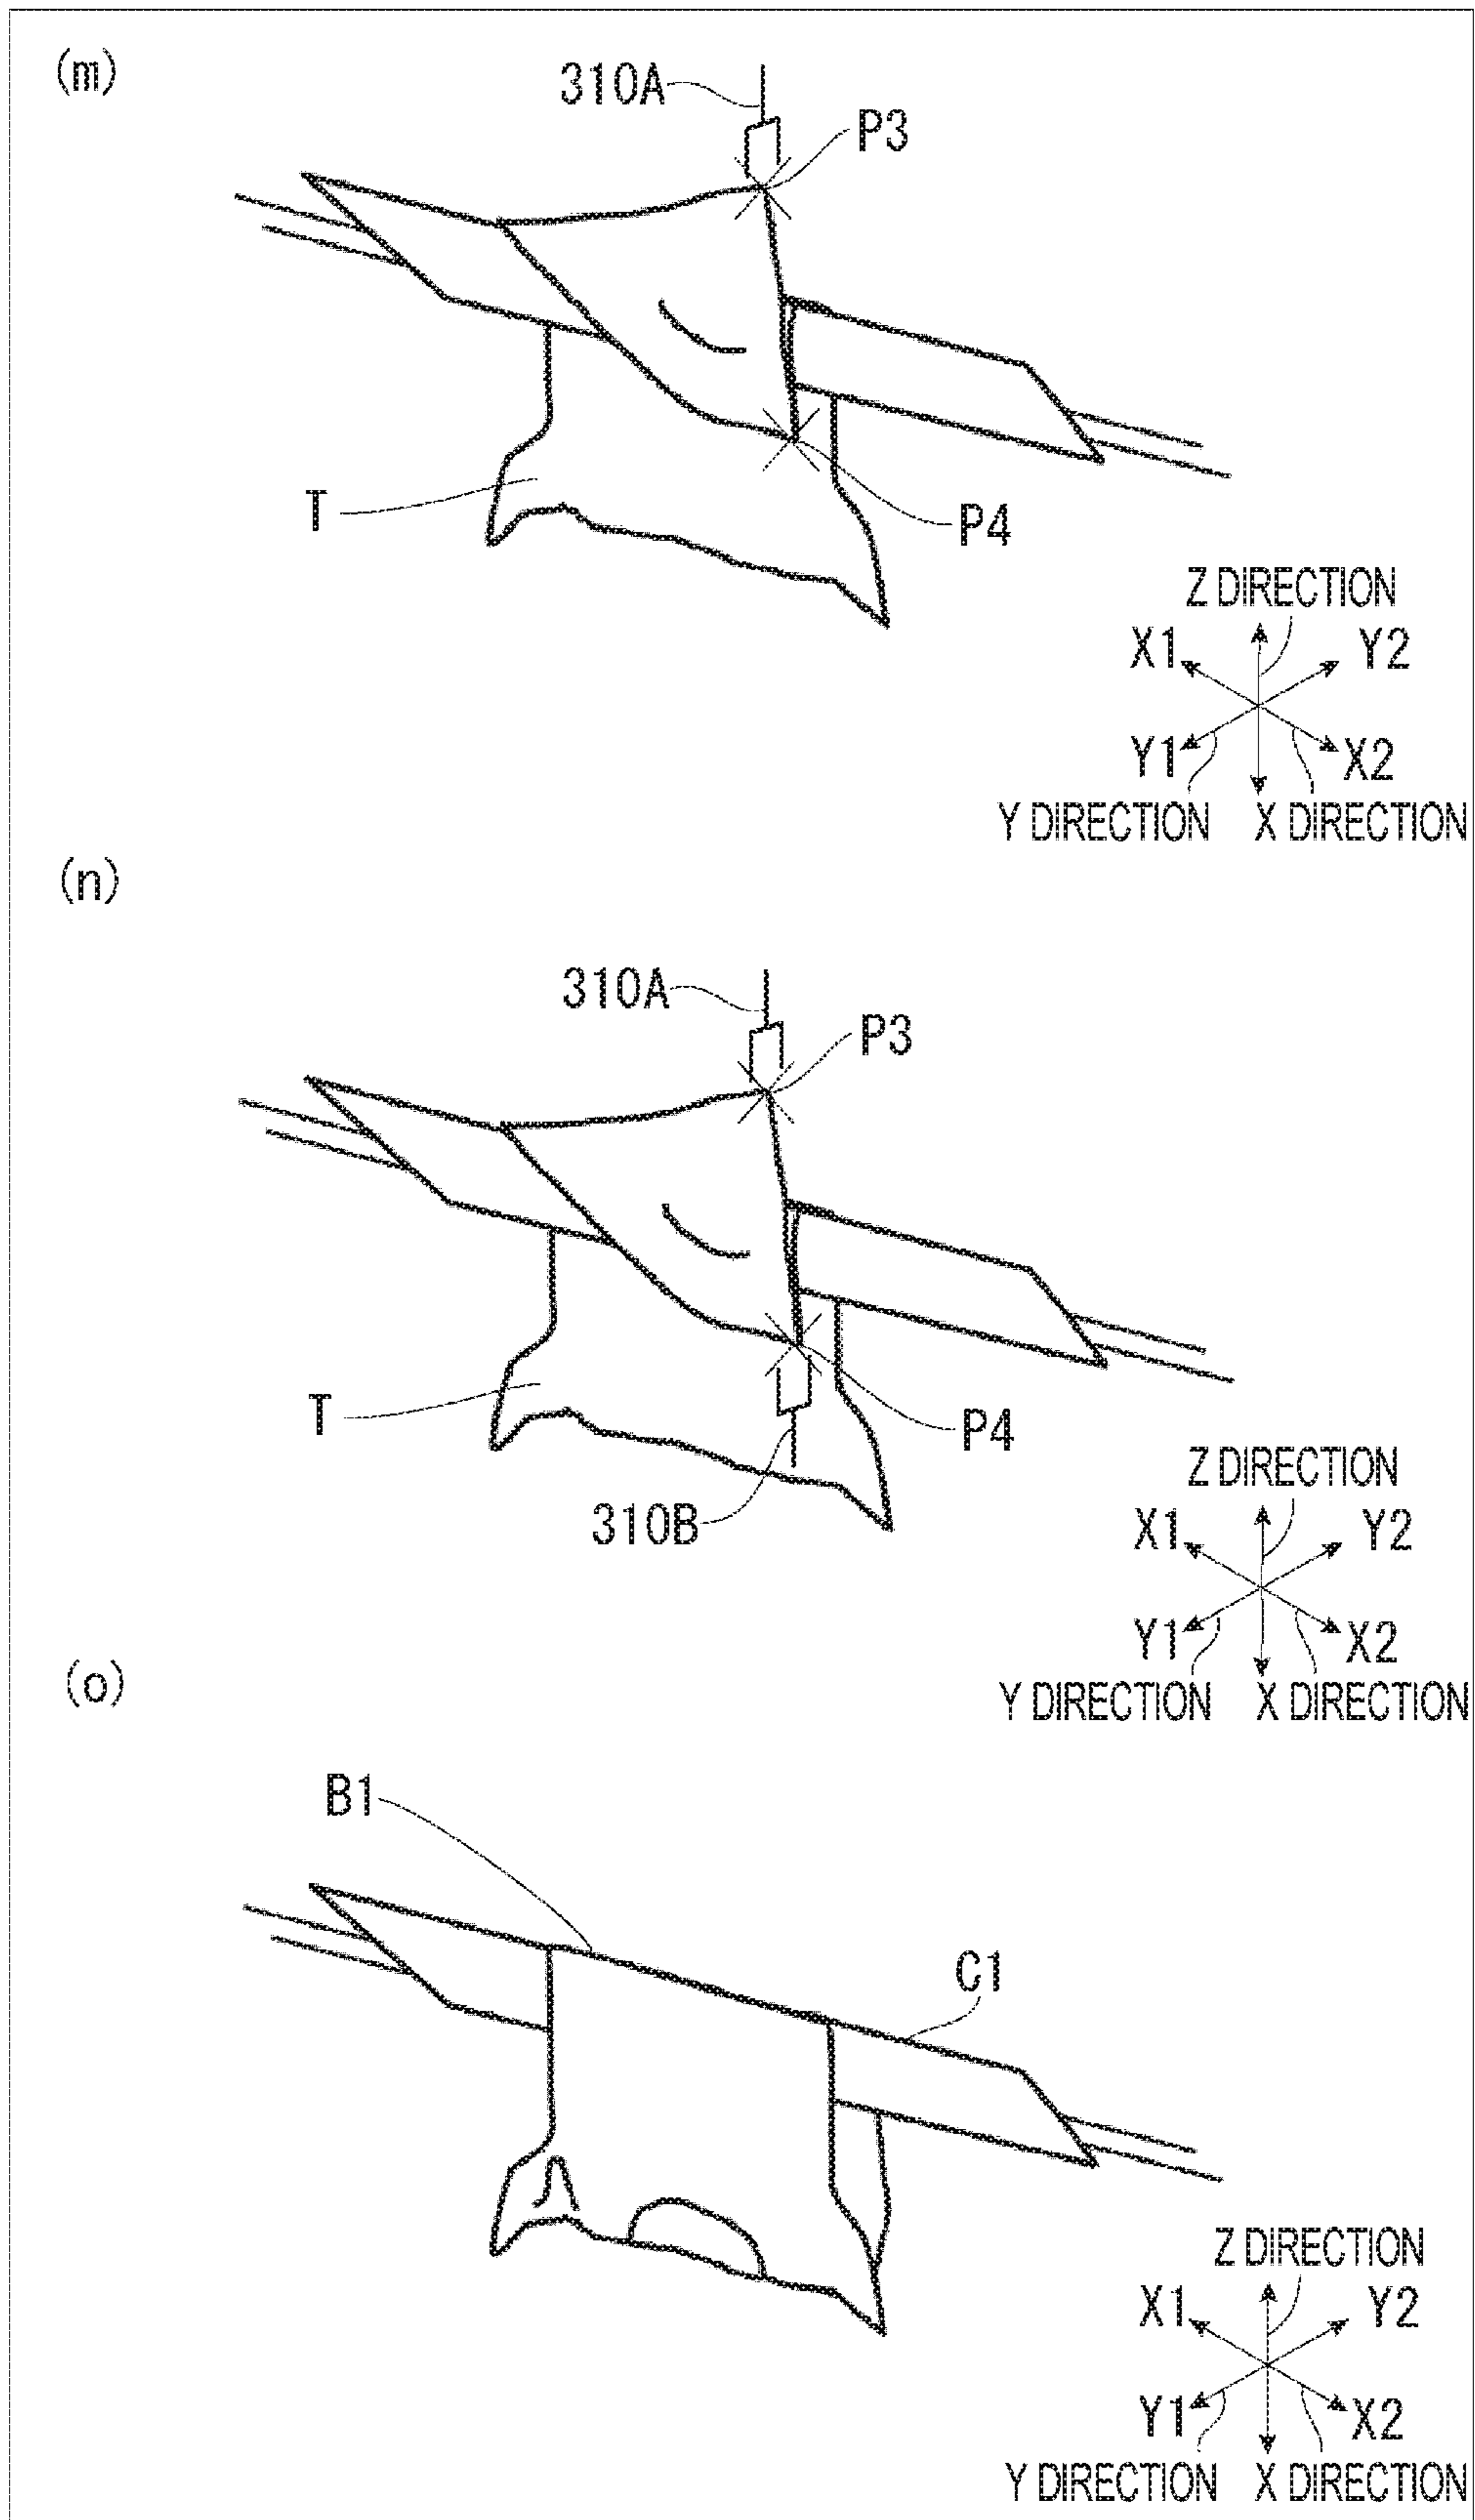 (m)
310A
P3
T
P4
Z DIRECTION
X1 Y2
Y1 X2
Y DIRECTION X DIRECTION
(n)
310A
P3
T
P4
310B
Z DIRECTION
X1 Y2
Y1 X2
Y DIRECTION X DIRECTION
(o)
B1
C1
Z DIRECTION
X1 Y2
Y1 X2
Y DIRECTION X DIRECTION